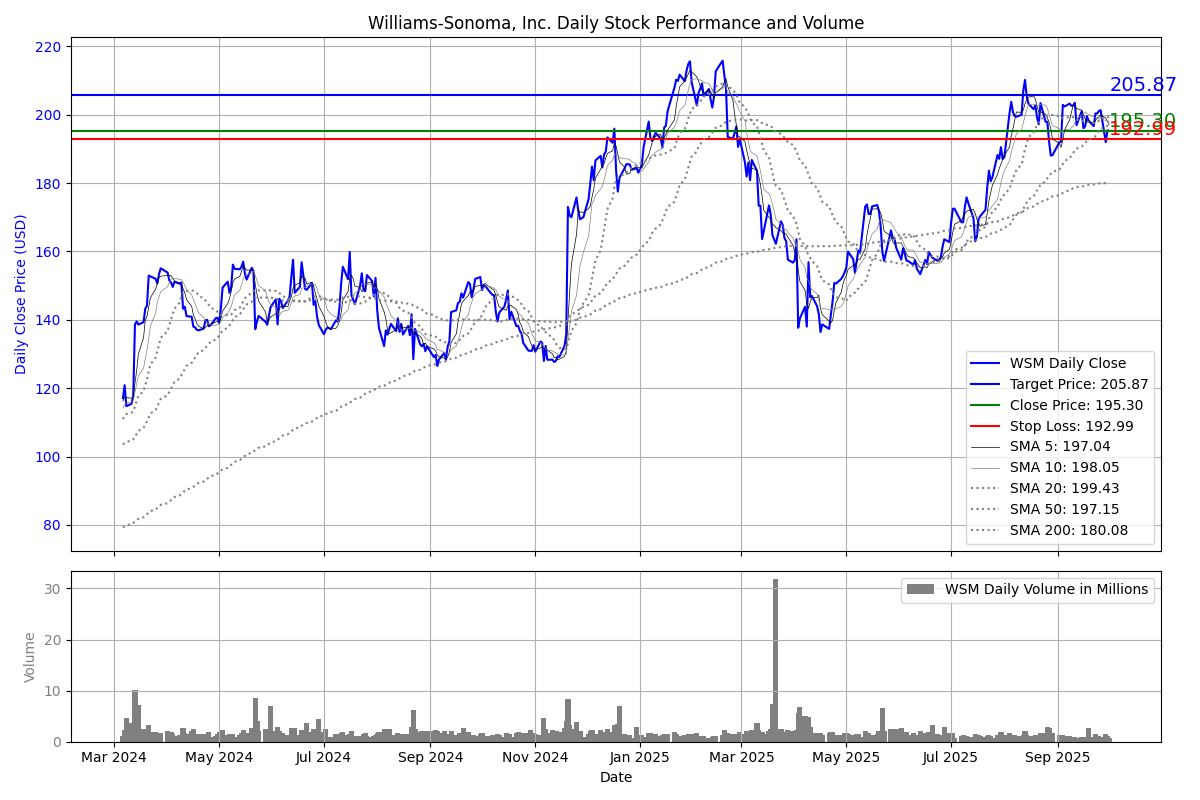 Williams-Sonoma, Inc. Daily Stock Performance and Volume
Daily Close Price (USD)
220
200
180
160
140
120
100
80
205.87
195.30
192.99
WSM Daily Close
Target Price: 205.87
Close Price: 195.30
Stop Loss: 192.99
SMA 5: 197.04
SMA 10: 198.05
SMA 20: 199.43
SMA 50: 197.15
SMA 200: 180.08
Volume
30
20
10
0
WSM Daily Volume in Millions
Mar 2024 May 2024 Jul 2024 Sep 2024 Nov 2024 Jan 2025 Mar 2025 May 2025 Jul 2025 Sep 2025
Date